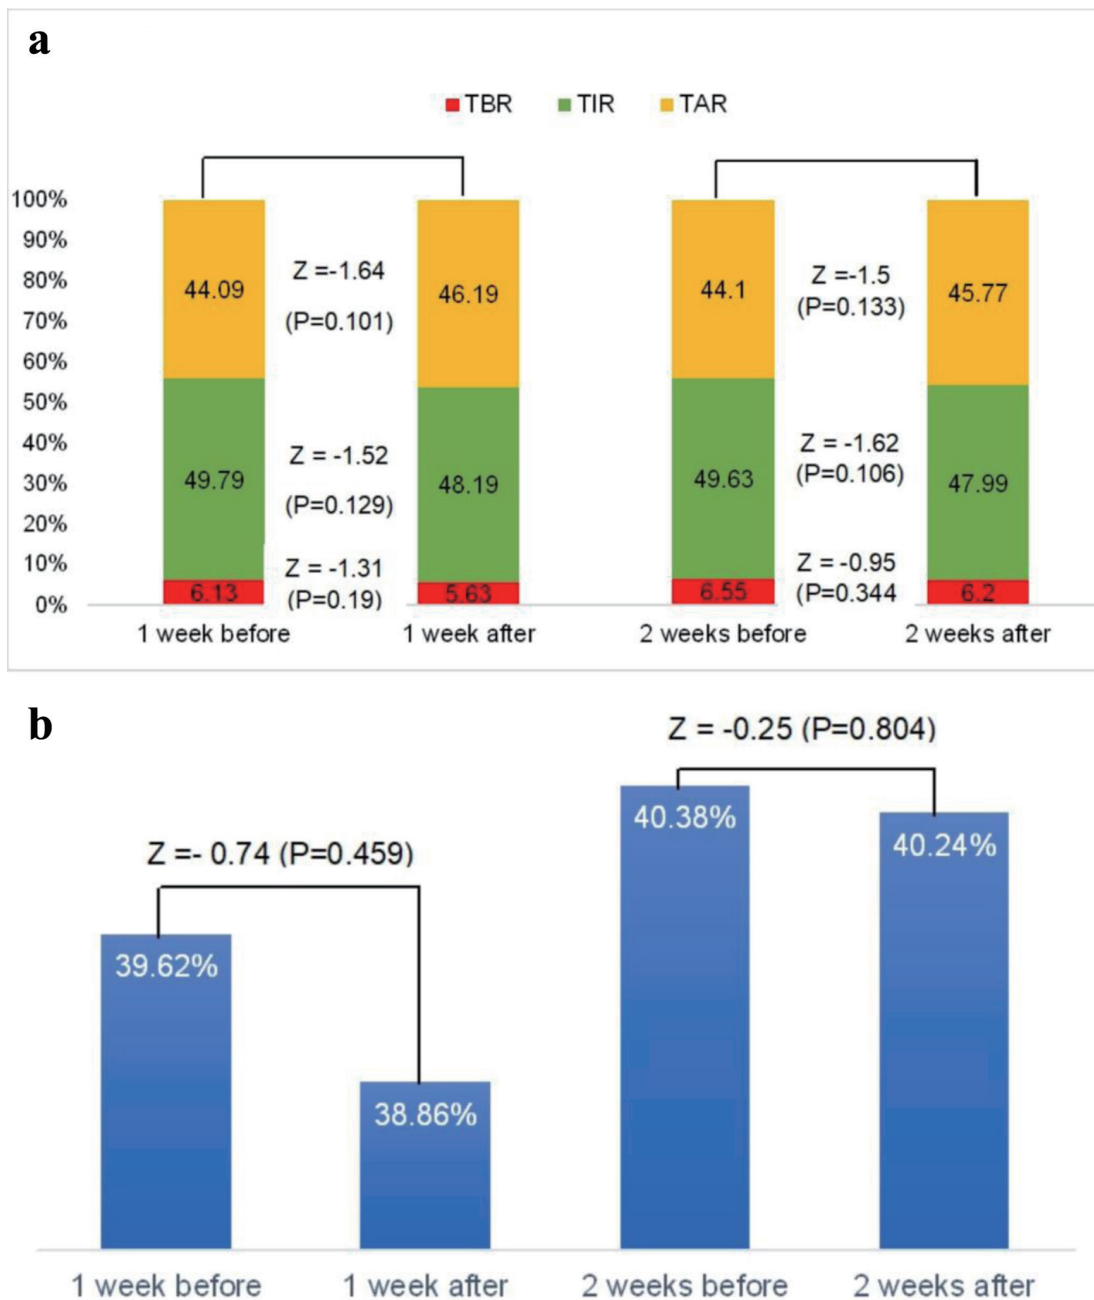 a
TBR TIR TAR
100%
90%
80%
70%
60%
50%
40%
30%
20%
10%
0%
44.09
49.79
6.13
Z =-1.64
(P=0.101)
Z = -1.52
(P=0.129)
Z = -1.31
(P=0.19)
46.19
48.19
5.63
44.1
49.63
6.55
Z =-1.5
(P=0.133)
Z = -1.62
(P=0.106)
Z = -0.95
(P=0.344
45.77
47.99
6.2
1 week before 1 week after 2 weeks before 2 weeks after
b
Z =- 0.74 (P=0.459)
Z = -0.25 (P=0.804)
39.62%
38.86%
40.38%
40.24%
1 week before 1 week after 2 weeks before 2 weeks after